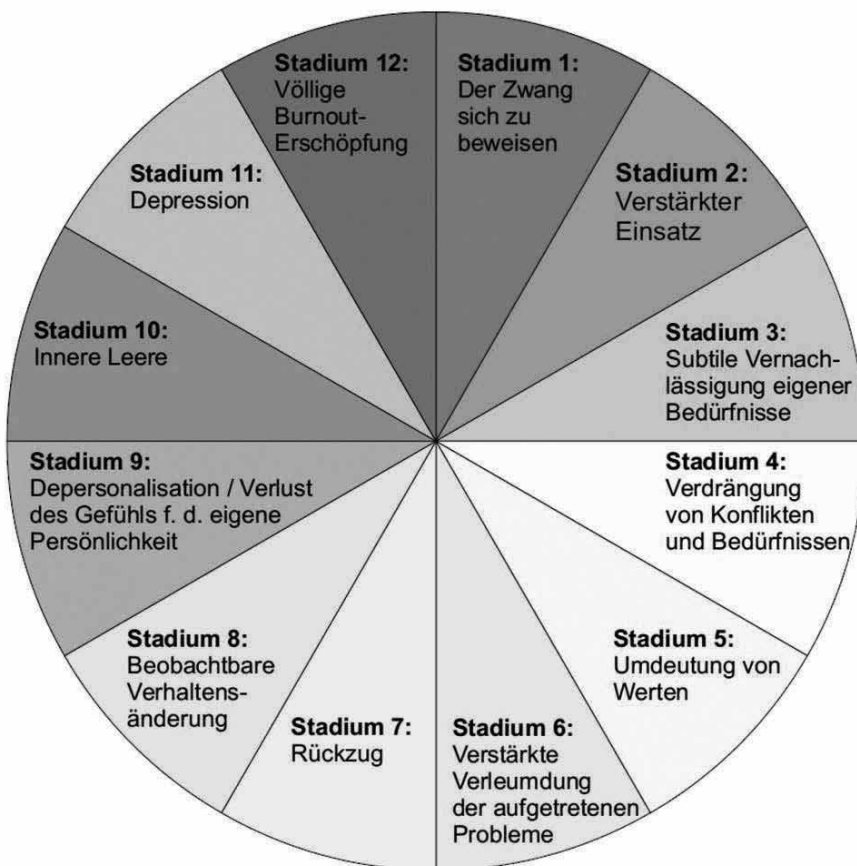 Stadium 1:
Der Zwang
sich zu
beweisen
Stadium 2:
Verstärkter
Einsatz
Stadium 3:
Subtile Vernach-
lässigung eigener
Bedürfnisse
Stadium 4:
Verdrängung
von Konflikten
und Bedürfnissen
Stadium 5:
Umdeutung von
Werten
Stadium 6:
Verstärkte
Verleumdung
der aufgetretenen
Probleme
Stadium 7:
Rückzug
Stadium 8:
Beobachtbare
Verhaltens-
änderung
Stadium 9:
Depersonalisation / Verlust
des Gefühls f. d. eigene
Persönlichkeit
Stadium 10:
Innere Leere
Stadium 11:
Depression
Stadium 12:
Völlige
Burnout-
Erschöpfung